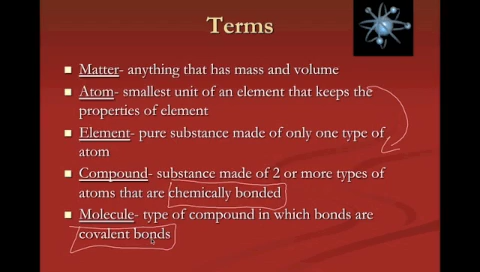 Terms
Matter- anything that has mass and volume
Atom- smallest unit of an element that keeps the
properties of element
Element- pure substance made of only one type of
atom
Compound- substance made of 2 or more types of
atoms that are chemically bonded
Molecule- type of compound in which bonds are
covalent bonds